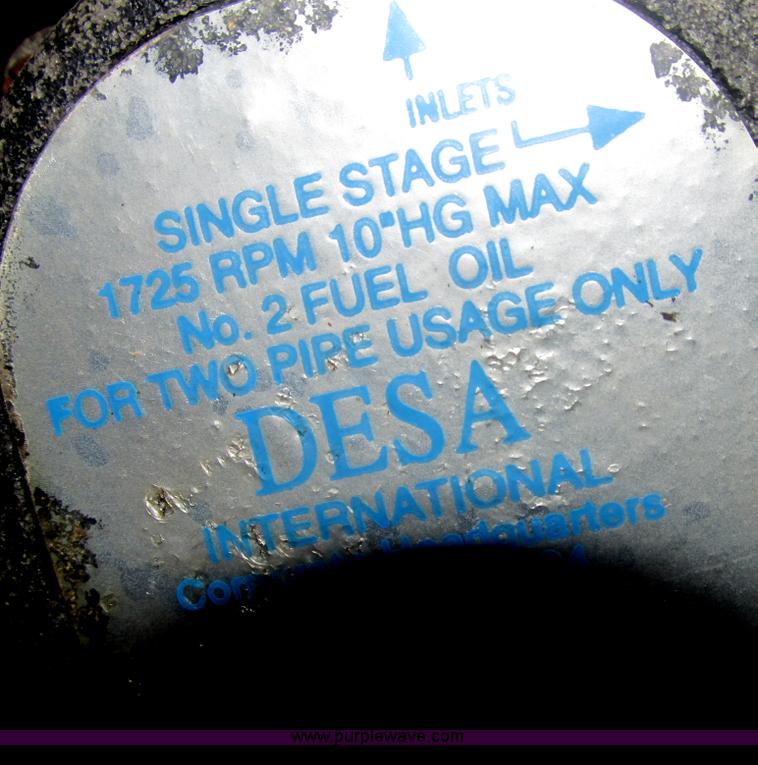 INLETS
SINGLE STAGE
1725 RPM 10"HG MAX
No. 2 FUEL OIL
FOR TWO PIPE USAGE ONLY
DESA
INTERNATIONAL
Corporate Headquarters
www.purplewave.com